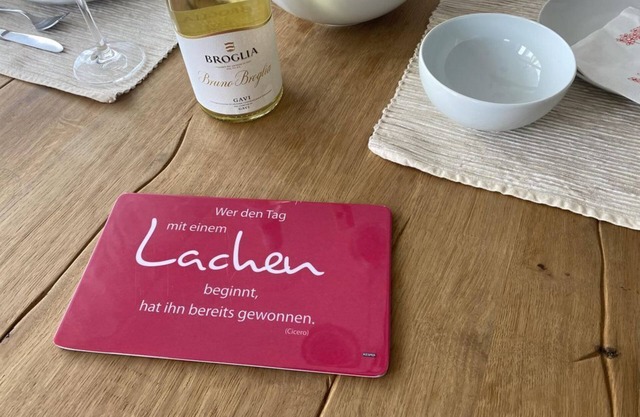 BROGLIA
Bruno Broglia
GAVI
Wer den Tag
mit einem
Lachen
beginnt,
hat ihn bereits gewonnen.
(Cicero)